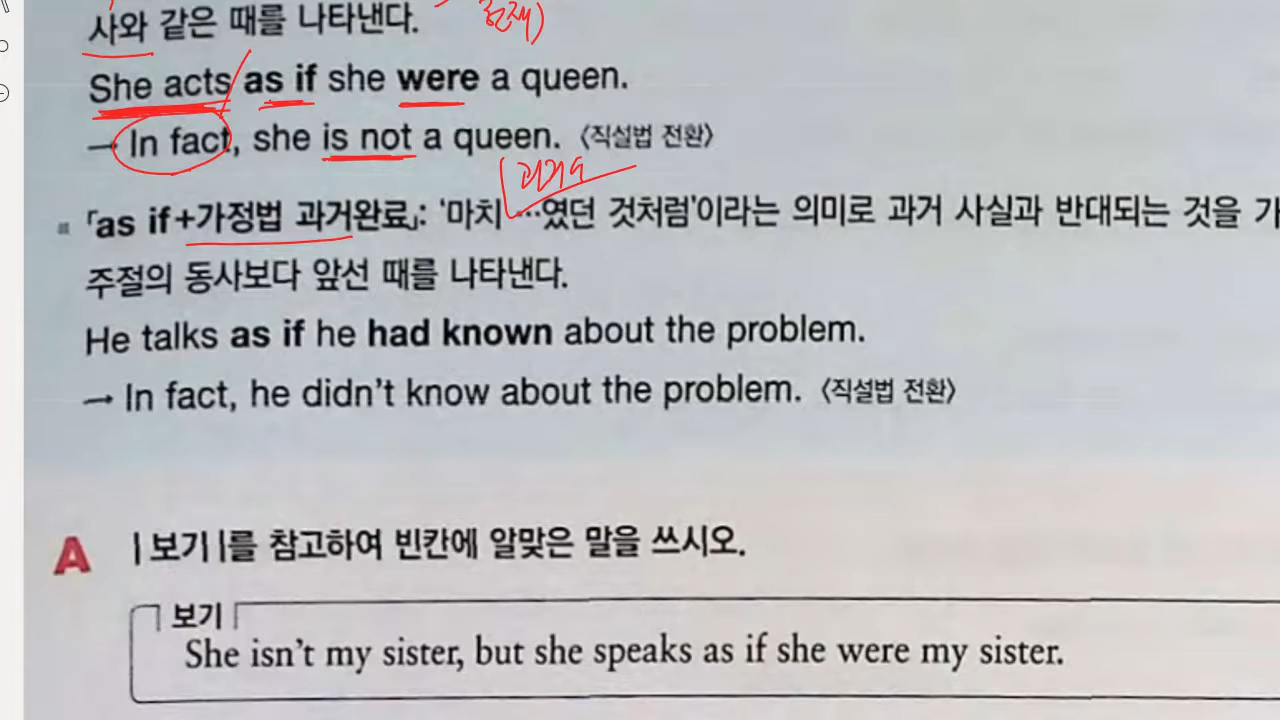 사와 같은 때를 나타낸다.
현재)
She acts as if she were a queen.
→ In fact, she is not a queen. 〈직설법 전환〉
과거
「as if+가정법 과거완료」: ‘마치 …였던 것처럼’이라는 의미로 과거 사실과 반대되는 것을 가
주절의 동사보다 앞선 때를 나타낸다.
He talks as if he had known about the problem.
→ In fact, he didn't know about the problem. 〈직설법 전환〉
A |보기|를 참고하여 빈칸에 알맞은 말을 쓰시오.
보기
She isn't my sister, but she speaks as if she were my sister.